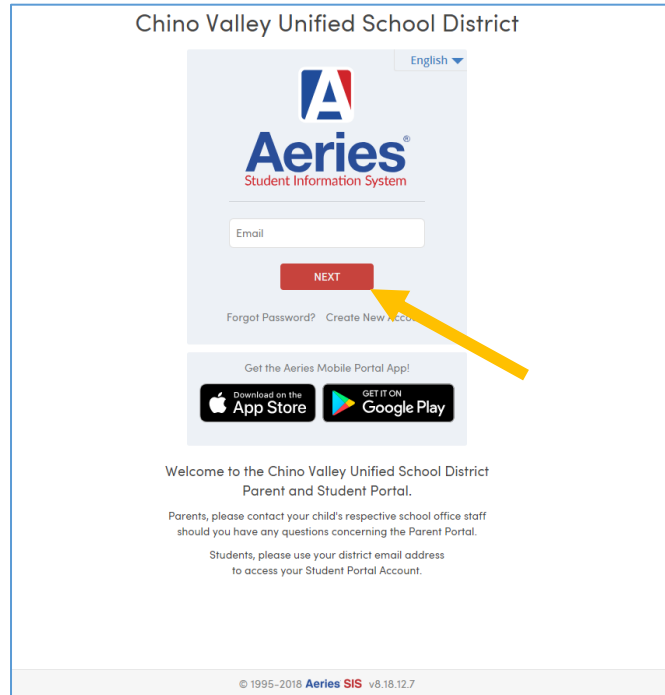 Chino Valley Unified School District
English
A
Aeries®
Student Information System
Email
NEXT
Forgot Password? Create New
Get the Aeries Mobile Portal App!
Download on the
App Store
GET IT ON
Google Play
Welcome to the Chino Valley Unified School District
Parent and Student Portal.
Parents, please contact your child's respective school office staff
should you have any questions concerning the Parent Portal.
Students, please use your district email address
to access your Student Portal Account.
© 1995-2018 Aeries SIS v8.18.12.7